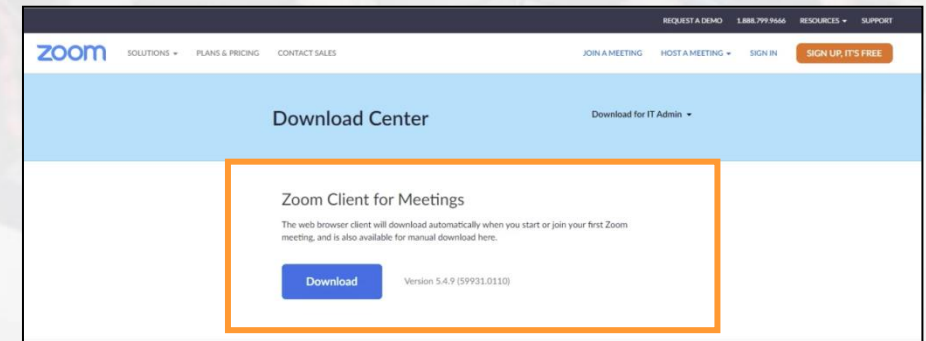 REQUEST A DEMO 1.888.799.9666 RESOURCES SUPPORT
zoom SOLUTIONS PLANS & PRICING CONTACT SALES JOIN A MEETING HOST A MEETING SIGN IN SIGN UP, IT'S FREE
Download Center Download for IT Admin
Zoom Client for Meetings
The web browser client will download automatically when you start or join your first Zoom
meeting, and is also available for manual download here.
Download Version 5.4.9 (59931.0110)